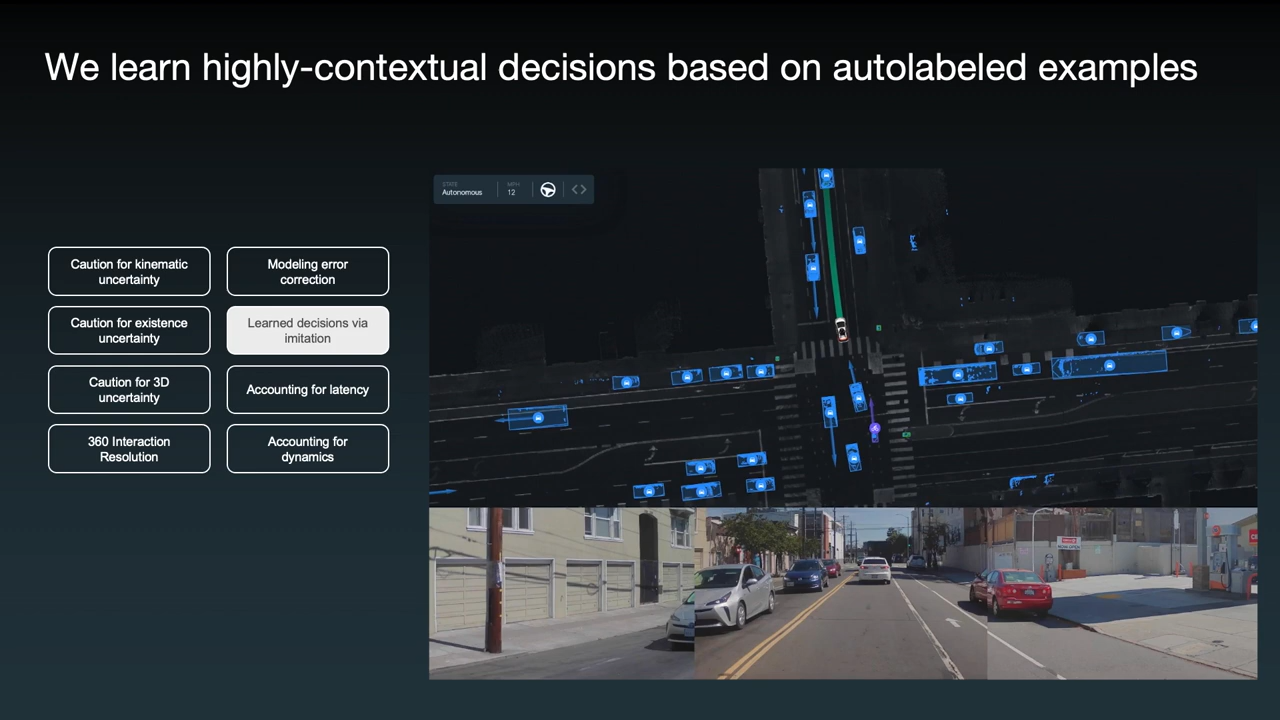 We learn highly-contextual decisions based on autolabeled examples
STATE
Autonomous
MPH
12
Caution for kinematic
uncertainty
Modeling error
correction
Caution for existence
uncertainty
Learned decisions via
imitation
Caution for 3D
uncertainty
Accounting for latency
360 Interaction
Resolution
Accounting for
dynamics